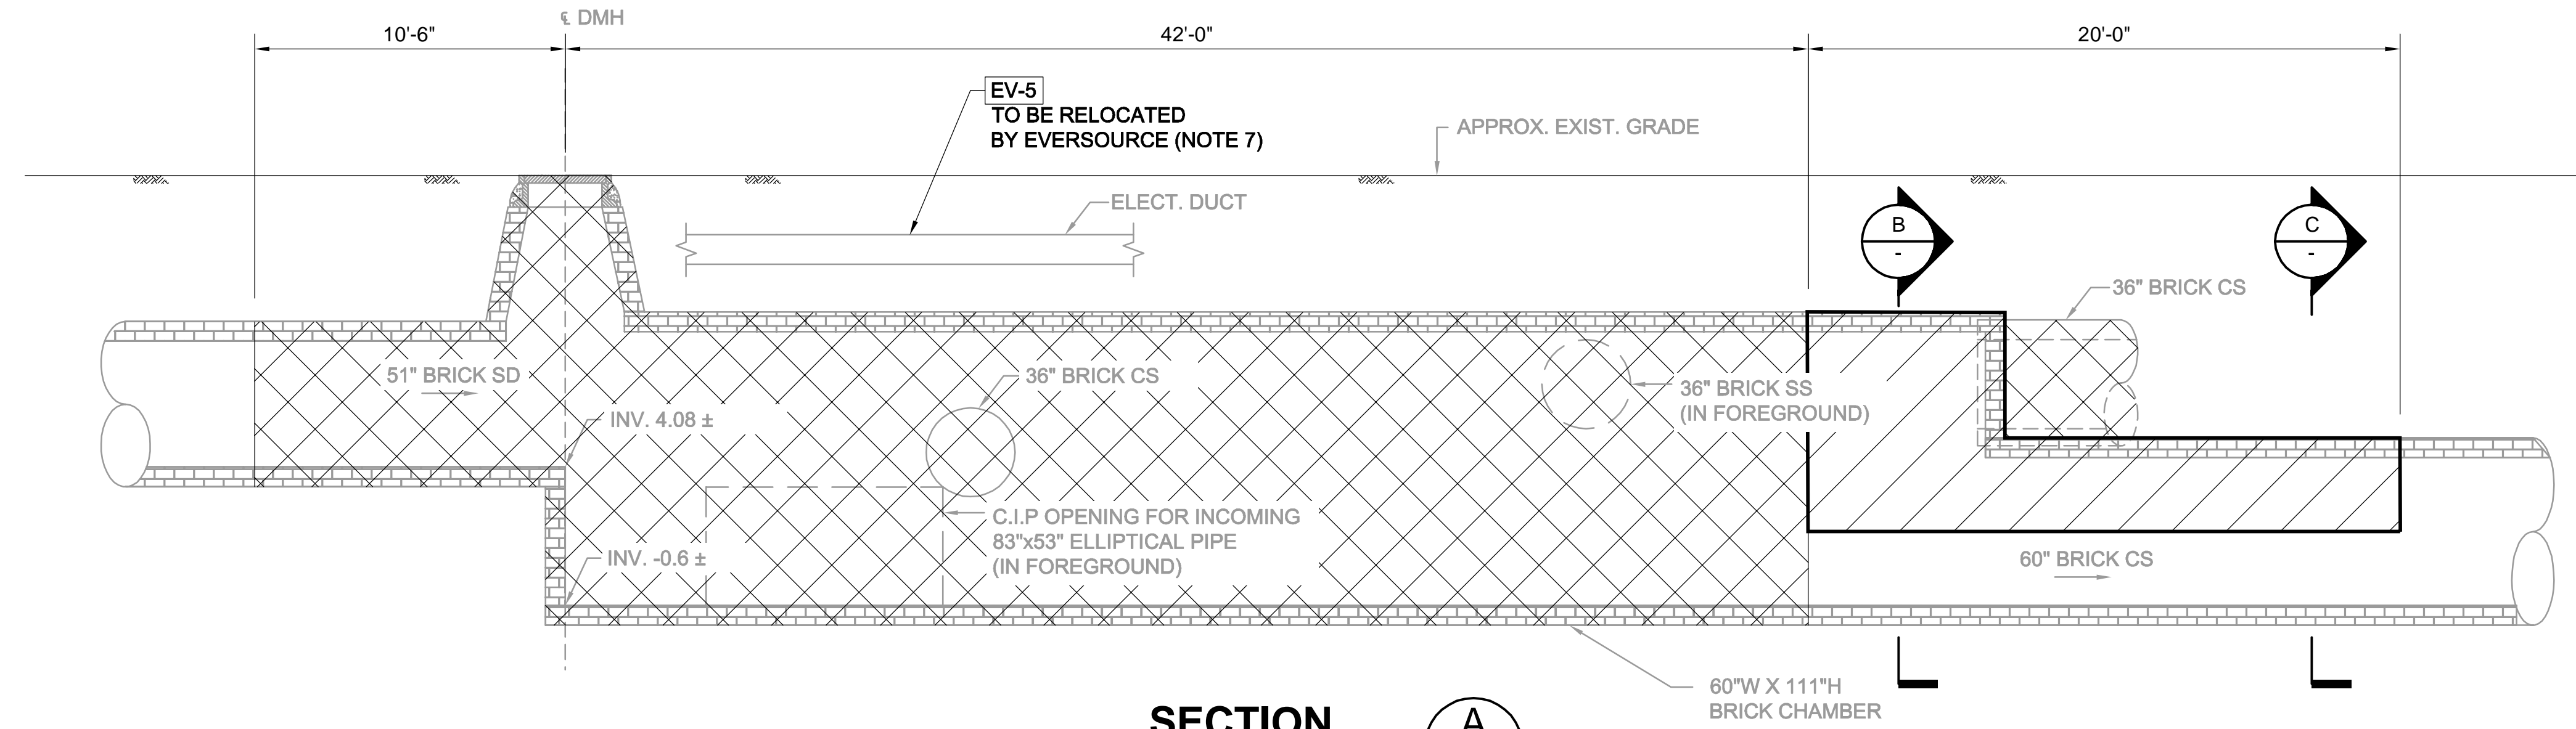 ℄ DMH
10'-6"
42'-0"
20'-0"
EV-5
TO BE RELOCATED
BY EVERSOURCE (NOTE 7)
APPROX. EXIST. GRADE
ELECT. DUCT
B
-
C
-
36" BRICK CS
51" BRICK SD
36" BRICK CS
36" BRICK SS
(IN FOREGROUND)
INV. 4.08 ±
C.I.P OPENING FOR INCOMING
83"x53" ELLIPTICAL PIPE
(IN FOREGROUND)
INV. -0.6 ±
60" BRICK CS
60"W X 111"H
BRICK CHAMBER
SECTION
A